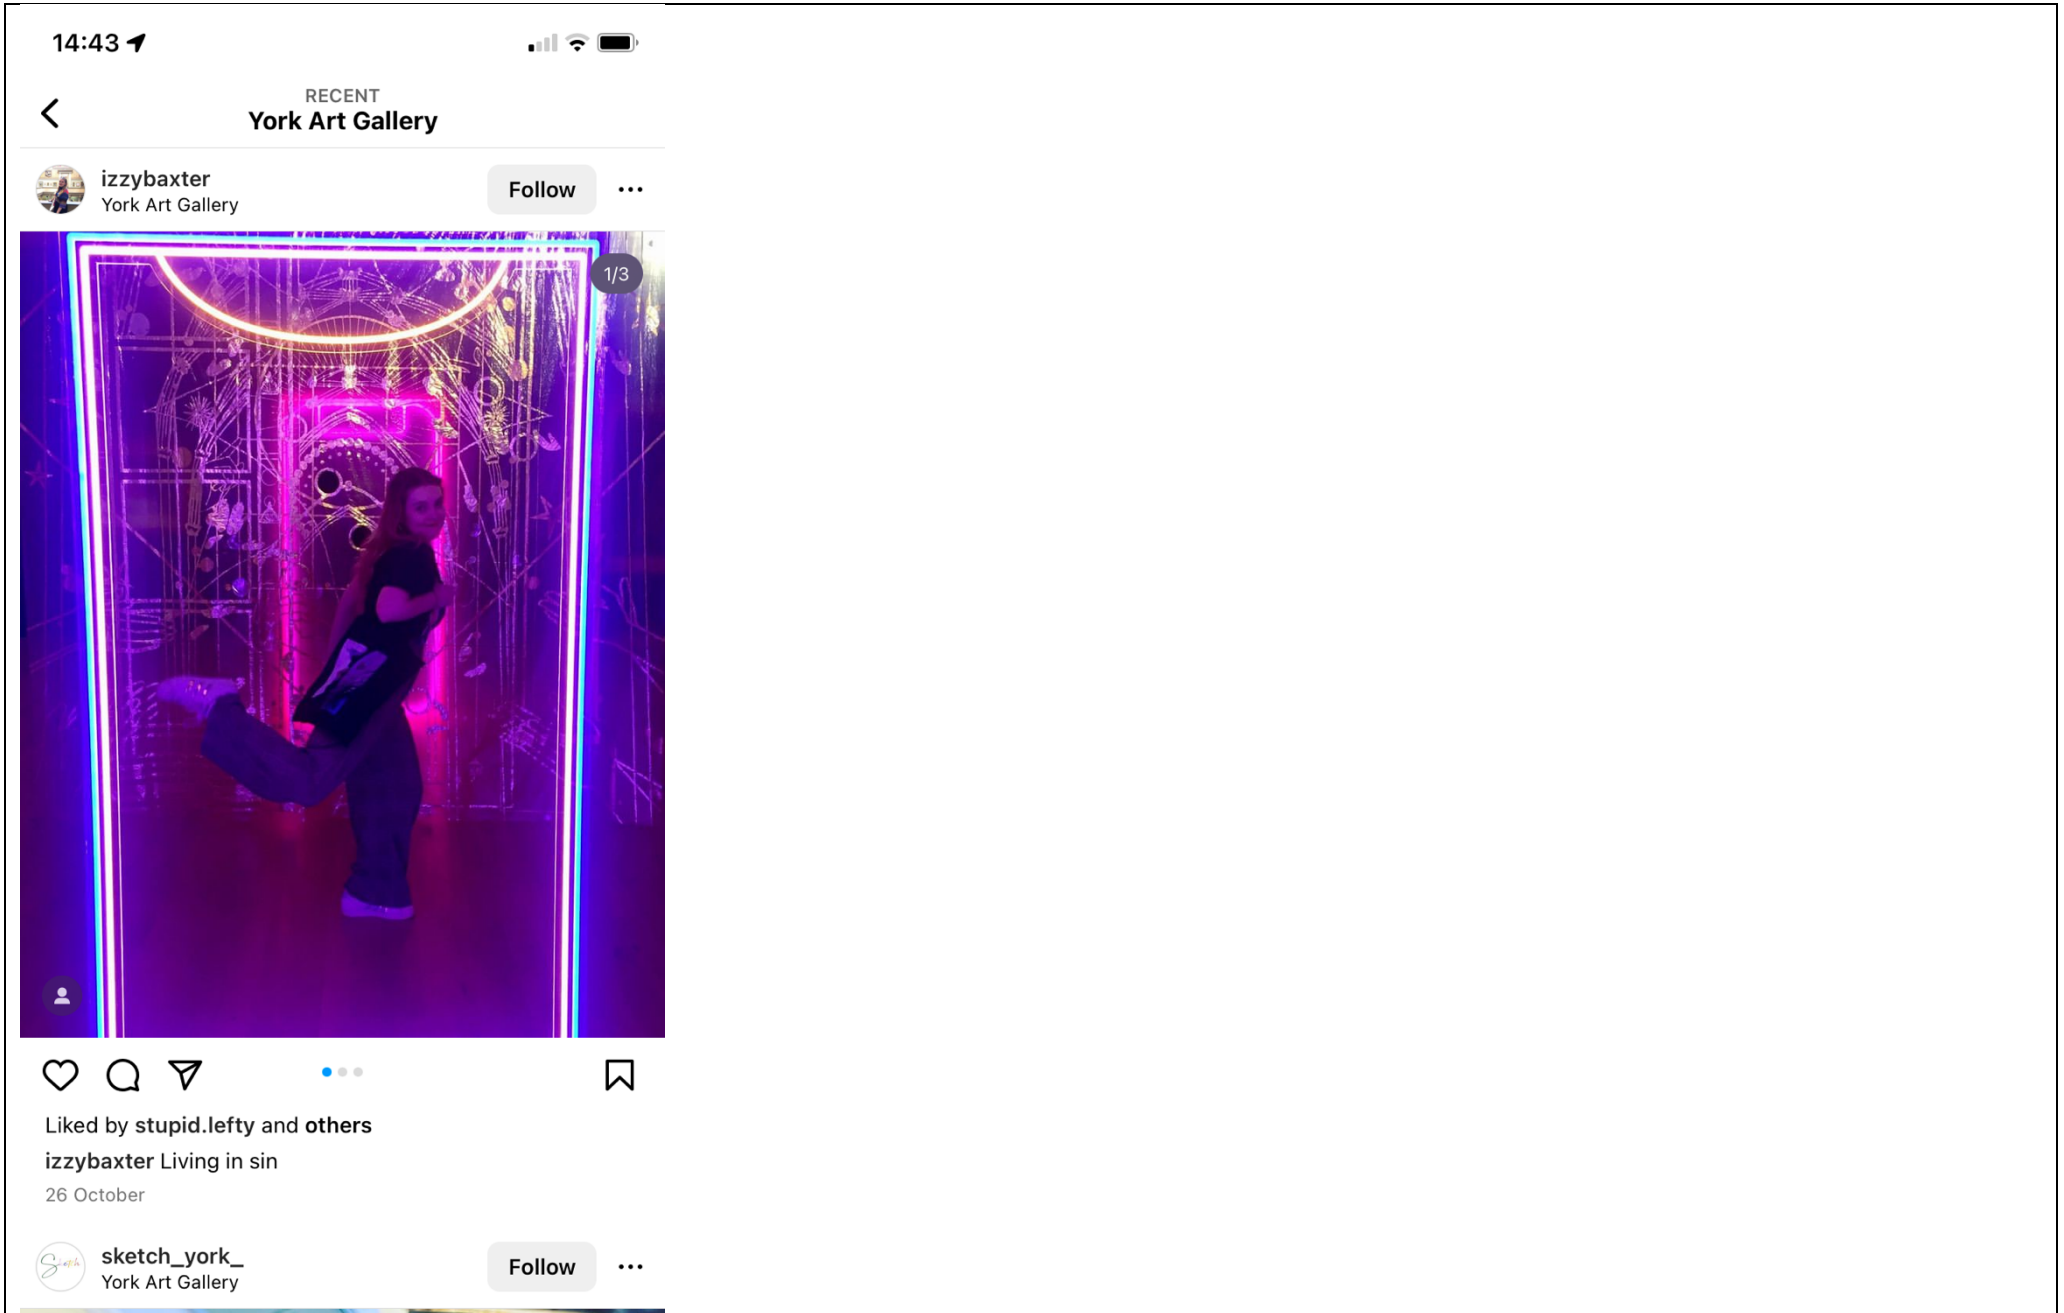 14:43
RECENT
York Art Gallery
izzybaxter
York Art Gallery
Follow
1/3
Liked by stupid.lefty and others
izzybaxter Living in sin
26 October
Sketch
sketch_york_
York Art Gallery
Follow